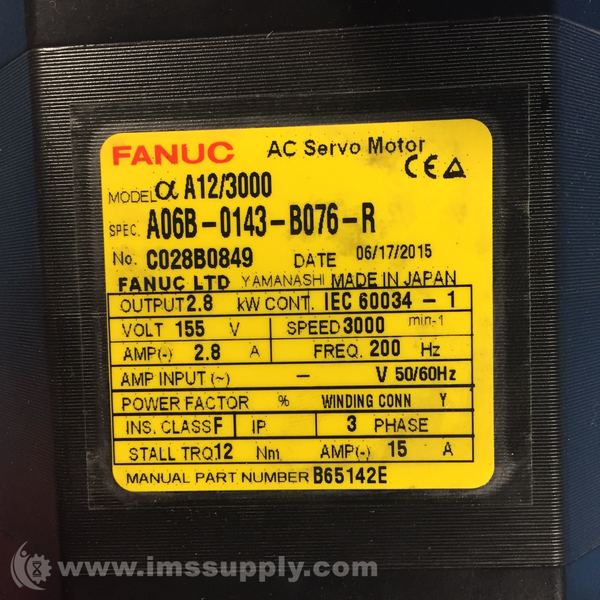 FANUC AC Servo Motor
CE
MODEL α A12/3000
SPEC. A06B-0143-B076-R
No. C028B0849 DATE 06/17/2015
FANUC LTD YAMANASHI MADE IN JAPAN
OUTPUT 2.8 kW CONT. IEC 60034 - 1
VOLT 155 V SPEED 3000 min-1
AMP(~) 2.8 A FREQ. 200 Hz
AMP INPUT (~) - V 50/60Hz
POWER FACTOR % WINDING CONN Y
INS. CLASS F IP 3 PHASE
STALL TRQ 12 Nm AMP(~) 15 A
MANUAL PART NUMBER B65142E
www.imssupply.com